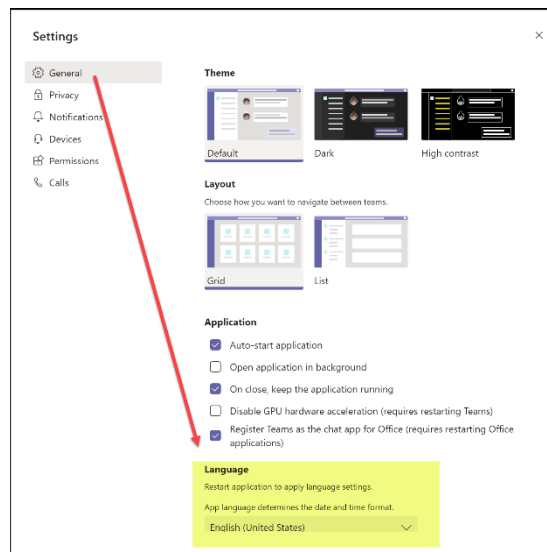 Settings
General
Privacy
Notifications
Devices
Permissions
Calls
Theme
Default
Dark
High contrast
Layout
Choose how you want to navigate between teams.
Grid
List
Application
Auto-start application
Open application in background
On close, keep the application running
Disable GPU hardware acceleration (requires restarting Teams)
Register Teams as the chat app for Office (requires restarting Office
applications)
Language
Restart application to apply language settings.
App language determines the date and time format.
English (United States)